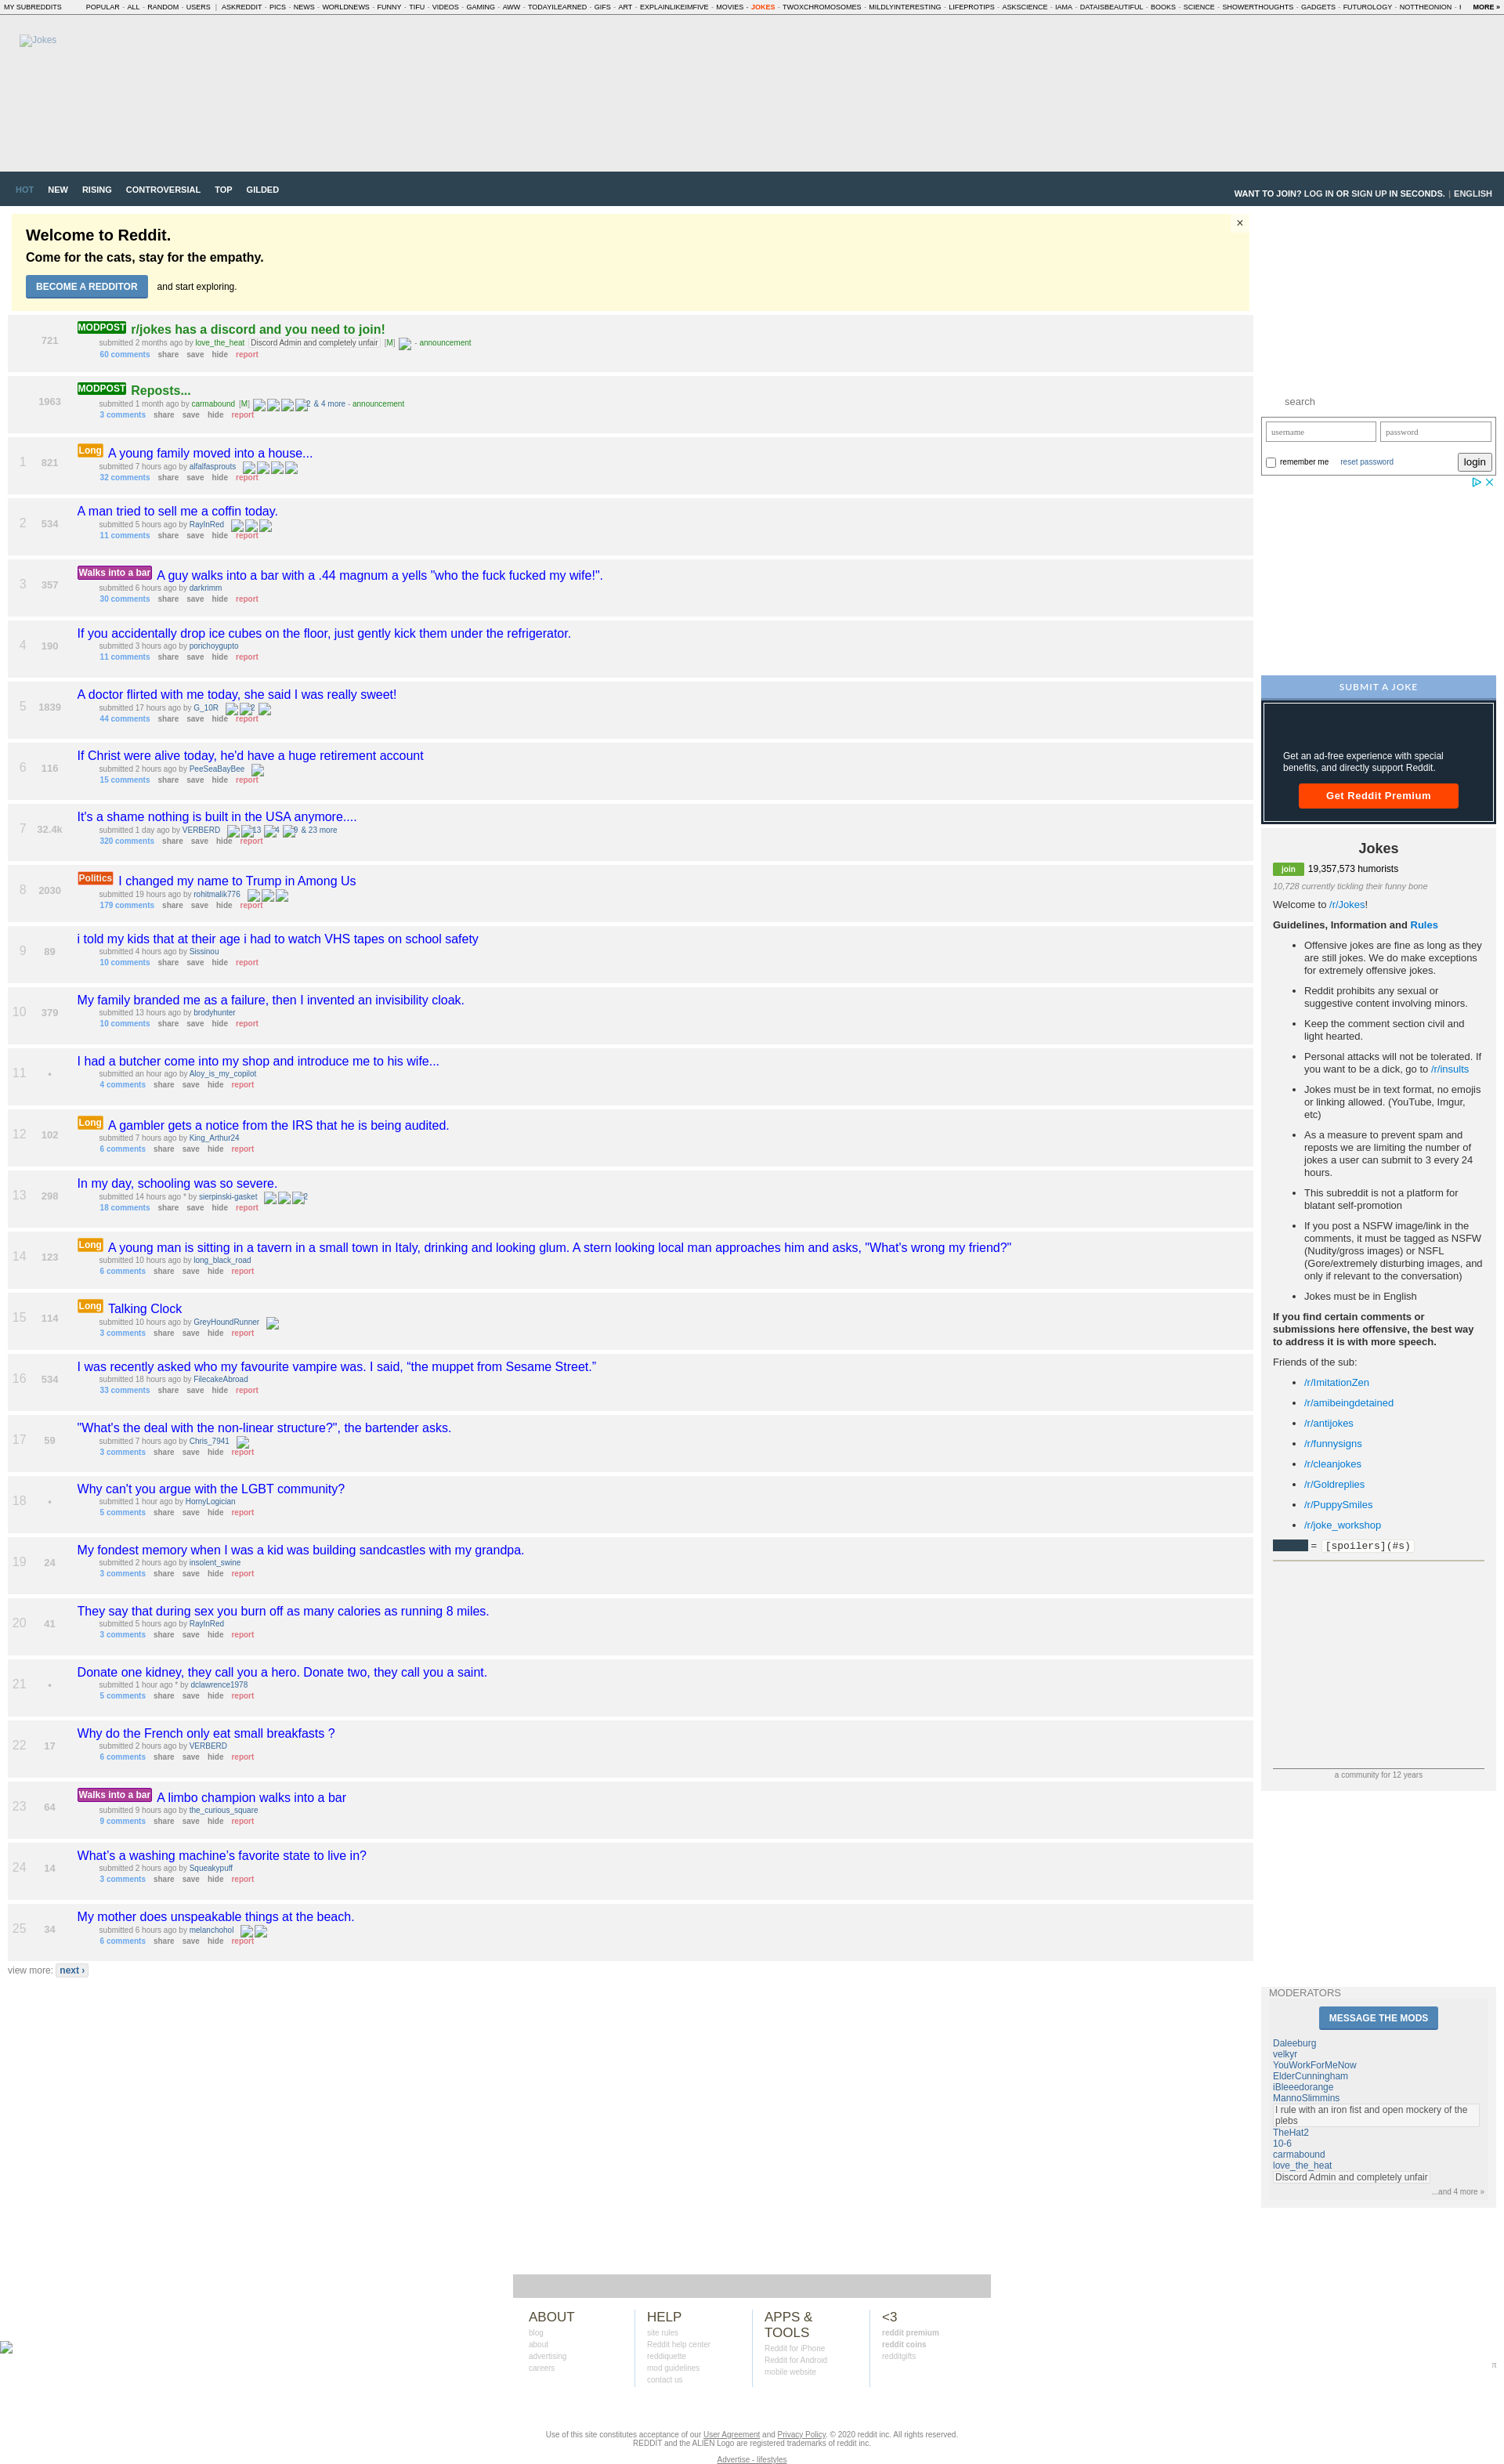 MY SUBREDDITS POPULAR - ALL - RANDOM - USERS | ASKREDDIT - PICS - NEWS - WORLDNEWS - FUNNY - TIFU - VIDEOS - GAMING - AWW - TODAYILEARNED - GIFS - ART - EXPLAINLIKEIMFIVE - MOVIES - JOKES - TWOXCHROMOSOMES - MILDLYINTERESTING - LIFEPROTIPS - ASKSCIENCE - IAMA - DATAISBEAUTIFUL - BOOKS - SCIENCE - SHOWERTHOUGHTS - GADGETS - FUTUROLOGY - NOTTHEONION - MORE »
Jokes
HOT NEW RISING CONTROVERSIAL TOP GILDED
WANT TO JOIN? LOG IN OR SIGN UP IN SECONDS. | ENGLISH
Welcome to Reddit.
Come for the cats, stay for the empathy.
BECOME A REDDITOR and start exploring.
×
721
MODPOST r/jokes has a discord and you need to join!
submitted 2 months ago by love_the_heat Discord Admin and completely unfair [M] - announcement
60 comments share save hide report
1963
MODPOST Reposts...
submitted 1 month ago by carmabound [M] 2 & 4 more - announcement
3 comments share save hide report
1 821
Long A young family moved into a house...
submitted 7 hours ago by alfalfasprouts
32 comments share save hide report
2 534
A man tried to sell me a coffin today.
submitted 5 hours ago by RayInRed
11 comments share save hide report
3 357
Walks into a bar A guy walks into a bar with a .44 magnum a yells "who the fuck fucked my wife!".
submitted 6 hours ago by darkrimm
30 comments share save hide report
4 190
If you accidentally drop ice cubes on the floor, just gently kick them under the refrigerator.
submitted 3 hours ago by porichoygupto
11 comments share save hide report
5 1839
A doctor flirted with me today, she said I was really sweet!
submitted 17 hours ago by G_10R 2
44 comments share save hide report
6 116
If Christ were alive today, he'd have a huge retirement account
submitted 2 hours ago by PeeSeaBayBee
15 comments share save hide report
7 32.4k
It's a shame nothing is built in the USA anymore....
submitted 1 day ago by VERBERD 13 4 9 & 23 more
320 comments share save hide report
8 2030
Politics I changed my name to Trump in Among Us
submitted 19 hours ago by rohitmalik776
179 comments share save hide report
9 89
i told my kids that at their age i had to watch VHS tapes on school safety
submitted 4 hours ago by Sissinou
10 comments share save hide report
10 379
My family branded me as a failure, then I invented an invisibility cloak.
submitted 13 hours ago by brodyhunter
10 comments share save hide report
11 •
I had a butcher come into my shop and introduce me to his wife...
submitted an hour ago by Aloy_is_my_copilot
4 comments share save hide report
12 102
Long A gambler gets a notice from the IRS that he is being audited.
submitted 7 hours ago by King_Arthur24
6 comments share save hide report
13 298
In my day, schooling was so severe.
submitted 14 hours ago * by sierpinski-gasket 2
18 comments share save hide report
14 123
Long A young man is sitting in a tavern in a small town in Italy, drinking and looking glum. A stern looking local man approaches him and asks, "What's wrong my friend?"
submitted 10 hours ago by long_black_road
6 comments share save hide report
15 114
Long Talking Clock
submitted 10 hours ago by GreyHoundRunner
3 comments share save hide report
16 534
I was recently asked who my favourite vampire was. I said, “the muppet from Sesame Street.”
submitted 18 hours ago by FilecakeAbroad
33 comments share save hide report
17 59
"What's the deal with the non-linear structure?", the bartender asks.
submitted 7 hours ago by Chris_7941
3 comments share save hide report
18 •
Why can't you argue with the LGBT community?
submitted 1 hour ago by HornyLogician
5 comments share save hide report
19 24
My fondest memory when I was a kid was building sandcastles with my grandpa.
submitted 2 hours ago by insolent_swine
3 comments share save hide report
20 41
They say that during sex you burn off as many calories as running 8 miles.
submitted 5 hours ago by RayInRed
3 comments share save hide report
21 •
Donate one kidney, they call you a hero. Donate two, they call you a saint.
submitted 1 hour ago * by dclawrence1978
5 comments share save hide report
22 17
Why do the French only eat small breakfasts ?
submitted 2 hours ago by VERBERD
6 comments share save hide report
23 64
Walks into a bar A limbo champion walks into a bar
submitted 9 hours ago by the_curious_square
9 comments share save hide report
24 14
What’s a washing machine’s favorite state to live in?
submitted 2 hours ago by Squeakypuff
3 comments share save hide report
25 34
My mother does unspeakable things at the beach.
submitted 6 hours ago by melanchohol
6 comments share save hide report
view more: next ›
search
username password
remember me reset password login
SUBMIT A JOKE
Get an ad-free experience with special
benefits, and directly support Reddit.
Get Reddit Premium
Jokes
join 19,357,573 humorists
10,728 currently tickling their funny bone
Welcome to /r/Jokes!
Guidelines, Information and Rules
• Offensive jokes are fine as long as they
are still jokes. We do make exceptions
for extremely offensive jokes.
• Reddit prohibits any sexual or
suggestive content involving minors.
• Keep the comment section civil and
light hearted.
• Personal attacks will not be tolerated. If
you want to be a dick, go to /r/insults
• Jokes must be in text format, no emojis
or linking allowed. (YouTube, Imgur,
etc)
• As a measure to prevent spam and
reposts we are limiting the number of
jokes a user can submit to 3 every 24
hours.
• This subreddit is not a platform for
blatant self-promotion
• If you post a NSFW image/link in the
comments, it must be tagged as NSFW
(Nudity/gross images) or NSFL
(Gore/extremely disturbing images, and
only if relevant to the conversation)
• Jokes must be in English
If you find certain comments or
submissions here offensive, the best way
to address it is with more speech.
Friends of the sub:
• /r/ImitationZen
• /r/amibeingdetained
• /r/antijokes
• /r/funnysigns
• /r/cleanjokes
• /r/Goldreplies
• /r/PuppySmiles
• /r/joke_workshop
= [spoilers](#s)
a community for 12 years
MODERATORS
MESSAGE THE MODS
Daleeburg
velkyr
YouWorkForMeNow
ElderCunningham
iBleeedorange
MannoSlimmins
I rule with an iron fist and open mockery of the
plebs
TheHat2
10-6
carmabound
love_the_heat
Discord Admin and completely unfair
...and 4 more »
ABOUT
blog
about
advertising
careers
HELP
site rules
Reddit help center
reddiquette
mod guidelines
contact us
APPS &
TOOLS
Reddit for iPhone
Reddit for Android
mobile website
<3
reddit premium
reddit coins
redditgifts
π
Use of this site constitutes acceptance of our User Agreement and Privacy Policy. © 2020 reddit inc. All rights reserved.
REDDIT and the ALIEN Logo are registered trademarks of reddit inc.
Advertise - lifestyles